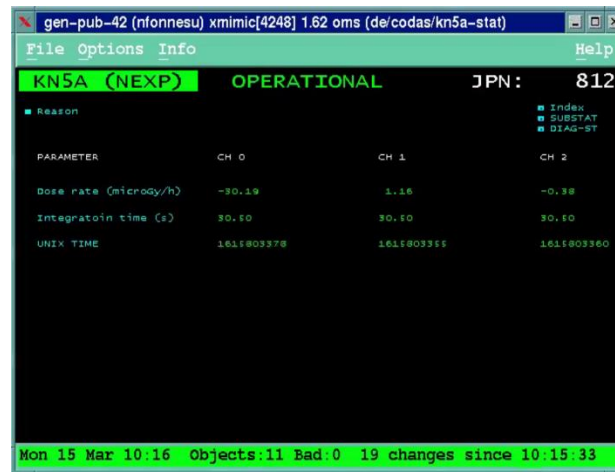 gen-pub-42 (nfonnesu) xmimic[4248] 1.62 oms (de/codas/kn5a-stat)
File Options Info Help
KN5A (NEXP) OPERATIONAL JPN: 812
Reason Index
SUBSTAT
DIAG-ST
PARAMETER CH 0 CH 1 CH 2
Dose rate (microGy/h) -30.19 1.16 -0.38
Integratoin time (s) 30.50 30.50 30.50
UNIX TIME 1615803378 1615803355 1615803360
Mon 15 Mar 10:16 Objects:11 Bad:0 19 changes since 10:15:33